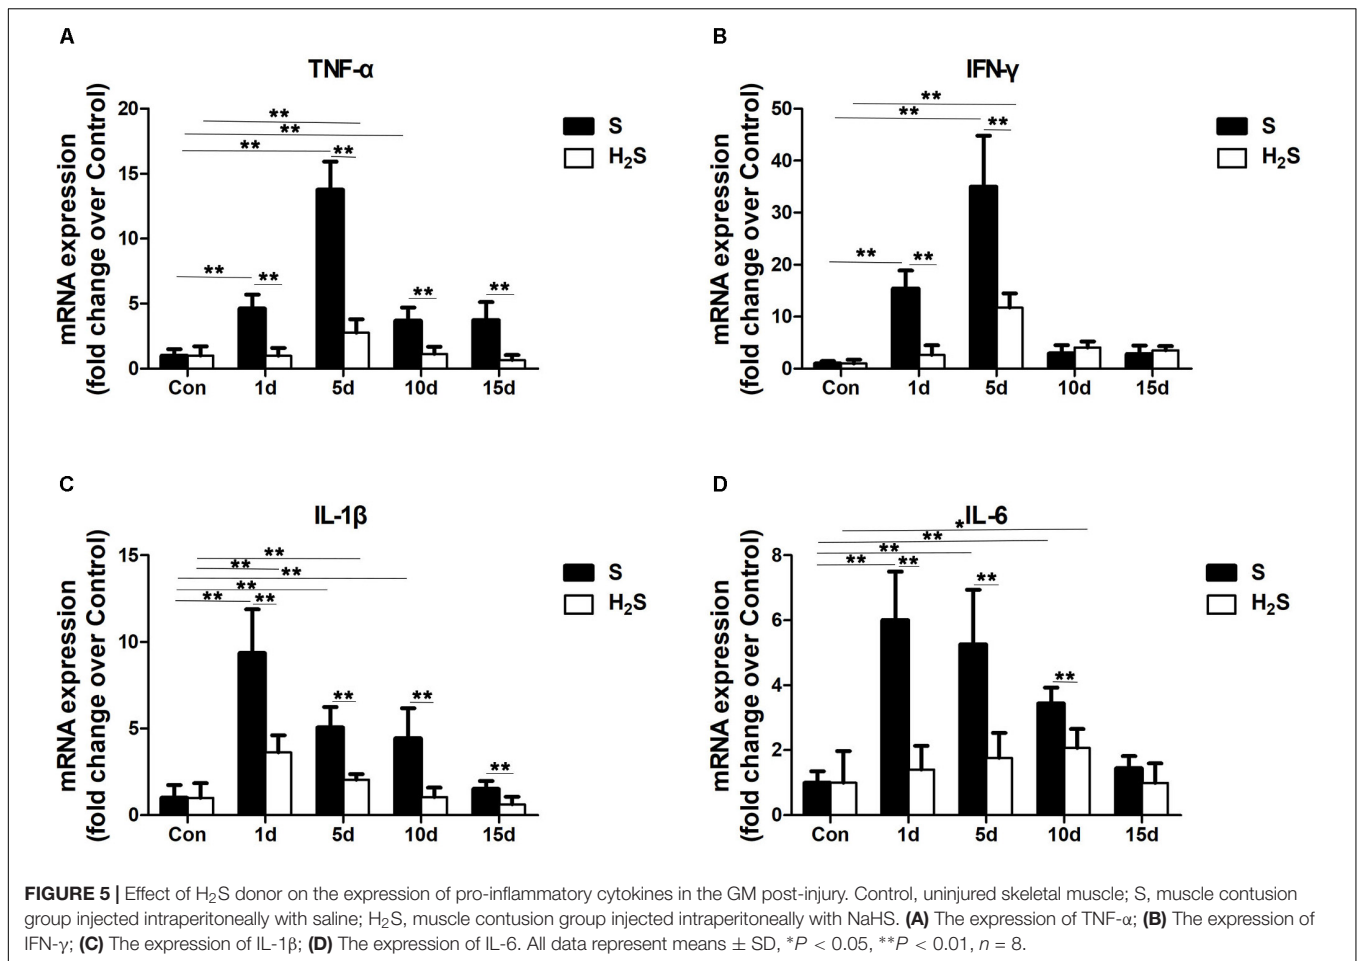 A
TNF-α
mRNA expression
(fold change over Control)
20
15
10
5
0
**
**
**
**
**
**
**
**
Con
1d
5d
10d
15d
S
H₂S
B
IFN-γ
mRNA expression
(fold change over Control)
50
40
30
20
10
0
**
**
**
**
**
Con
1d
5d
10d
15d
S
H₂S
C
IL-1β
mRNA expression
(fold change over Control)
15
10
5
0
**
**
**
**
**
**
**
**
**
Con
1d
5d
10d
15d
S
H₂S
D
IL-6
mRNA expression
(fold change over Control)
8
6
4
2
0
*
**
**
**
**
**
**
Con
1d
5d
10d
15d
S
H₂S
FIGURE 5 | Effect of H₂S donor on the expression of pro-inflammatory cytokines in the GM post-injury. Control, uninjured skeletal muscle; S, muscle contusion
group injected intraperitoneally with saline; H₂S, muscle contusion group injected intraperitoneally with NaHS. (A) The expression of TNF-α; (B) The expression of
IFN-γ; (C) The expression of IL-1β; (D) The expression of IL-6. All data represent means ± SD, *P < 0.05, **P < 0.01, n = 8.